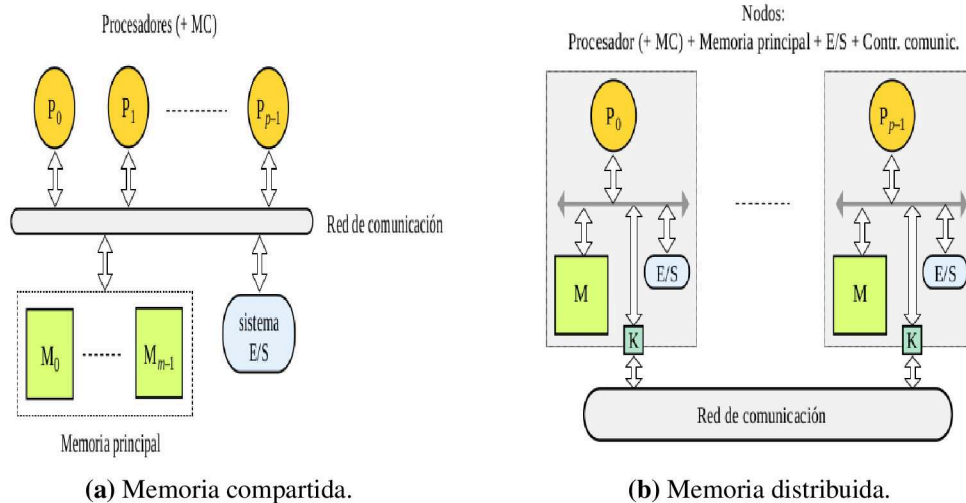 Procesadores (+ MC)
P0
P1
Pp–1
Red de comunicación
M0
Mm–1
sistema
E/S
Memoria principal
(a) Memoria compartida.
Nodos:
Procesador (+ MC) + Memoria principal + E/S + Contr. comunic.
P0
Pp–1
M
E/S
K
M
E/S
K
Red de comunicación
(b) Memoria distribuida.